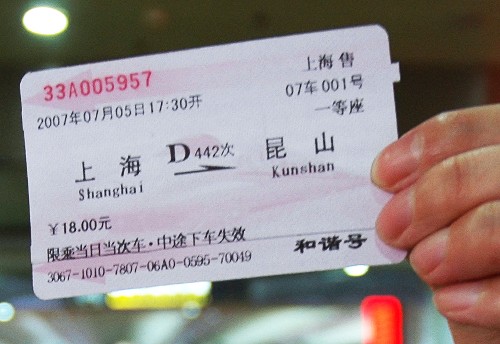 33A005957
上海 售
2007年07月05日17:30开
07车 001号
一等座
上海
D442次
昆山
Shanghai
Kunshan
￥18.00元
限乘当日当次车·中途下车失效
和谐号
3067-1010-7807-06A0-0595-70049